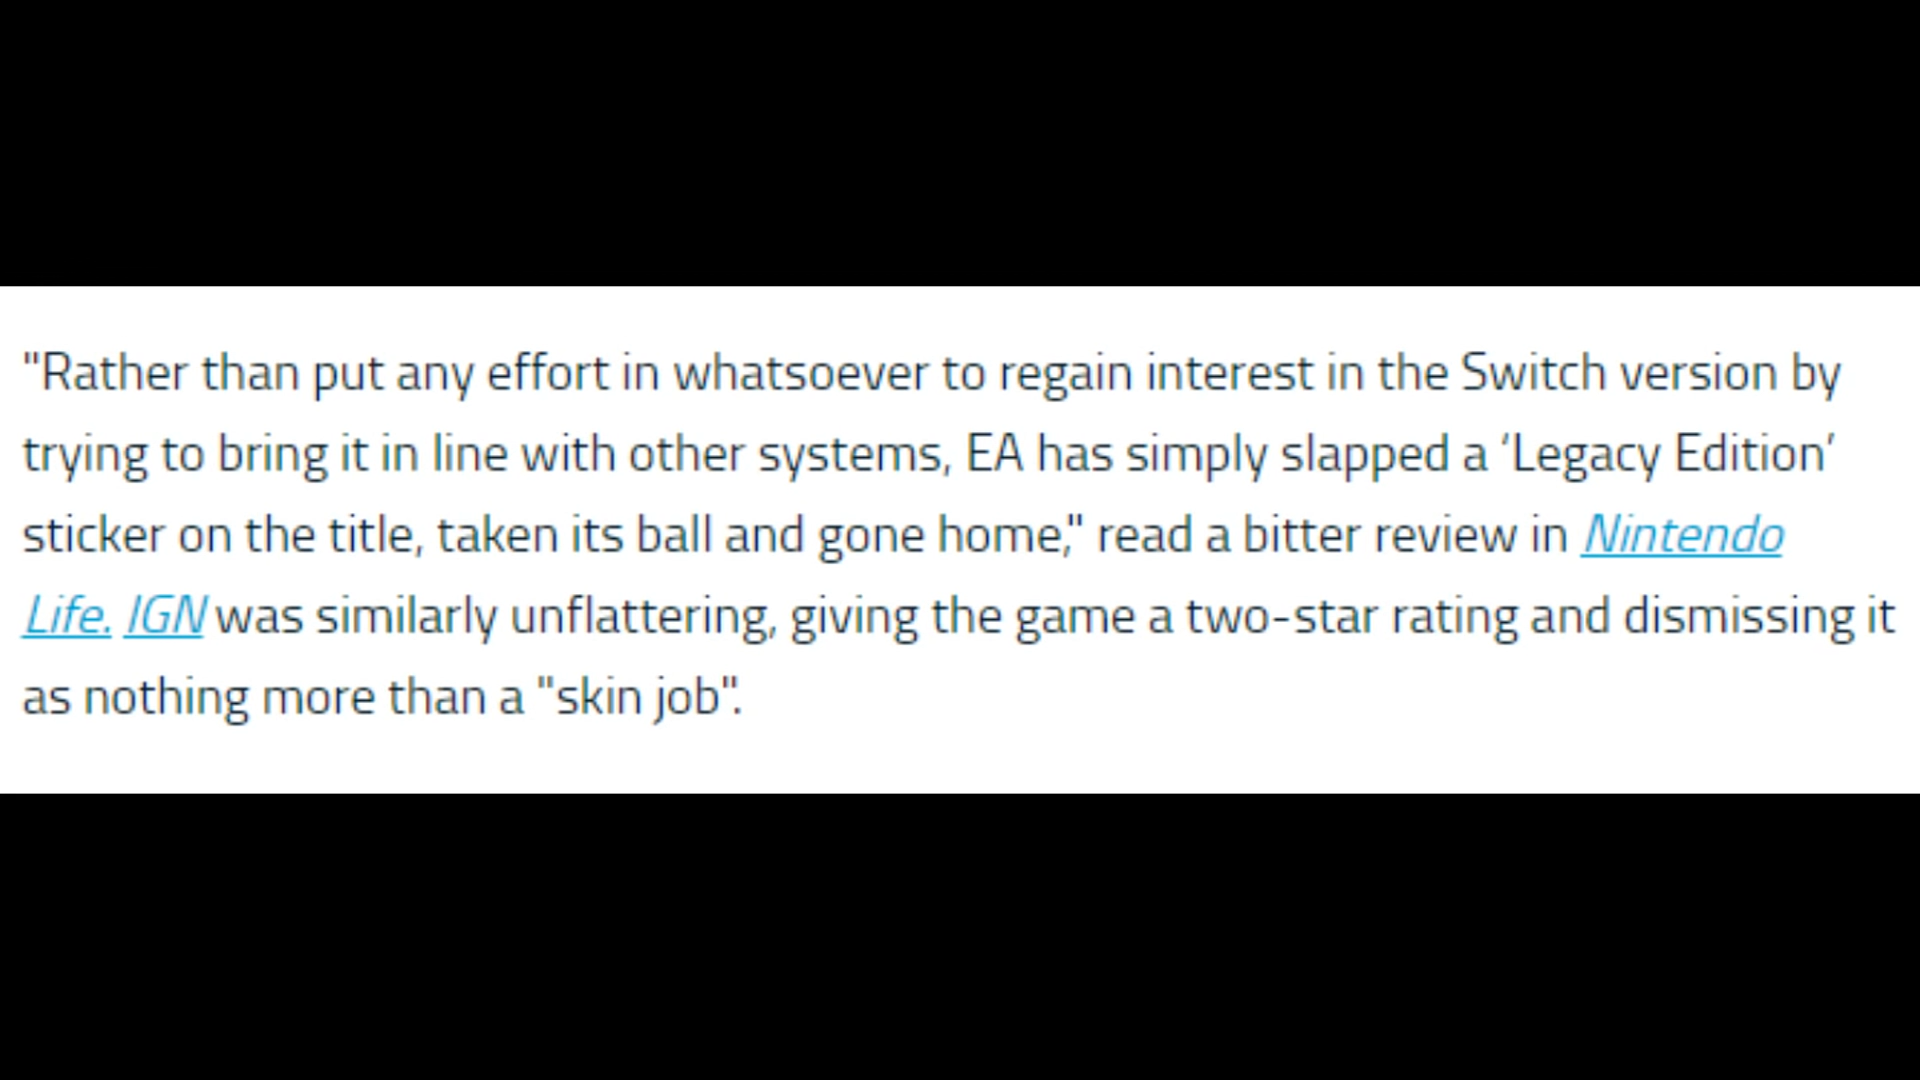 "Rather than put any effort in whatsoever to regain interest in the Switch version by
trying to bring it in line with other systems, EA has simply slapped a ‘Legacy Edition’
sticker on the title, taken its ball and gone home," read a bitter review in Nintendo
Life. IGN was similarly unflattering, giving the game a two-star rating and dismissing it
as nothing more than a "skin job".